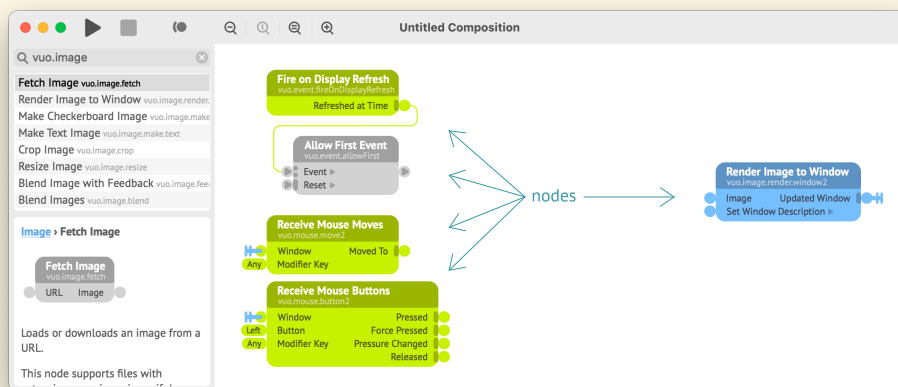 Untitled Composition
vuo.image
Fetch Image vuo.image.fetch
Render Image to Window vuo.image.render.
Make Checkerboard Image vuo.image.make
Make Text Image vuo.image.make.text
Crop Image vuo.image.crop
Resize Image vuo.image.resize
Blend Image with Feedback vuo.image.fee
Blend Images vuo.image.blend
Image › Fetch Image
Fetch Image
vuo.image.fetch
URL Image
Loads or downloads an image from a
URL.
This node supports files with
Fire on Display Refresh
vuo.event.fireOnDisplayRefresh
Refreshed at Time
Allow First Event
vuo.event.allowFirst
Event
Reset
Receive Mouse Moves
vuo.mouse.move2
Window Moved To
Any Modifier Key
Receive Mouse Buttons
vuo.mouse.button2
Window Pressed
Left Button Force Pressed
Any Modifier Key Pressure Changed
Released
nodes
Render Image to Window
vuo.image.render.window2
Image Updated Window
Set Window Description